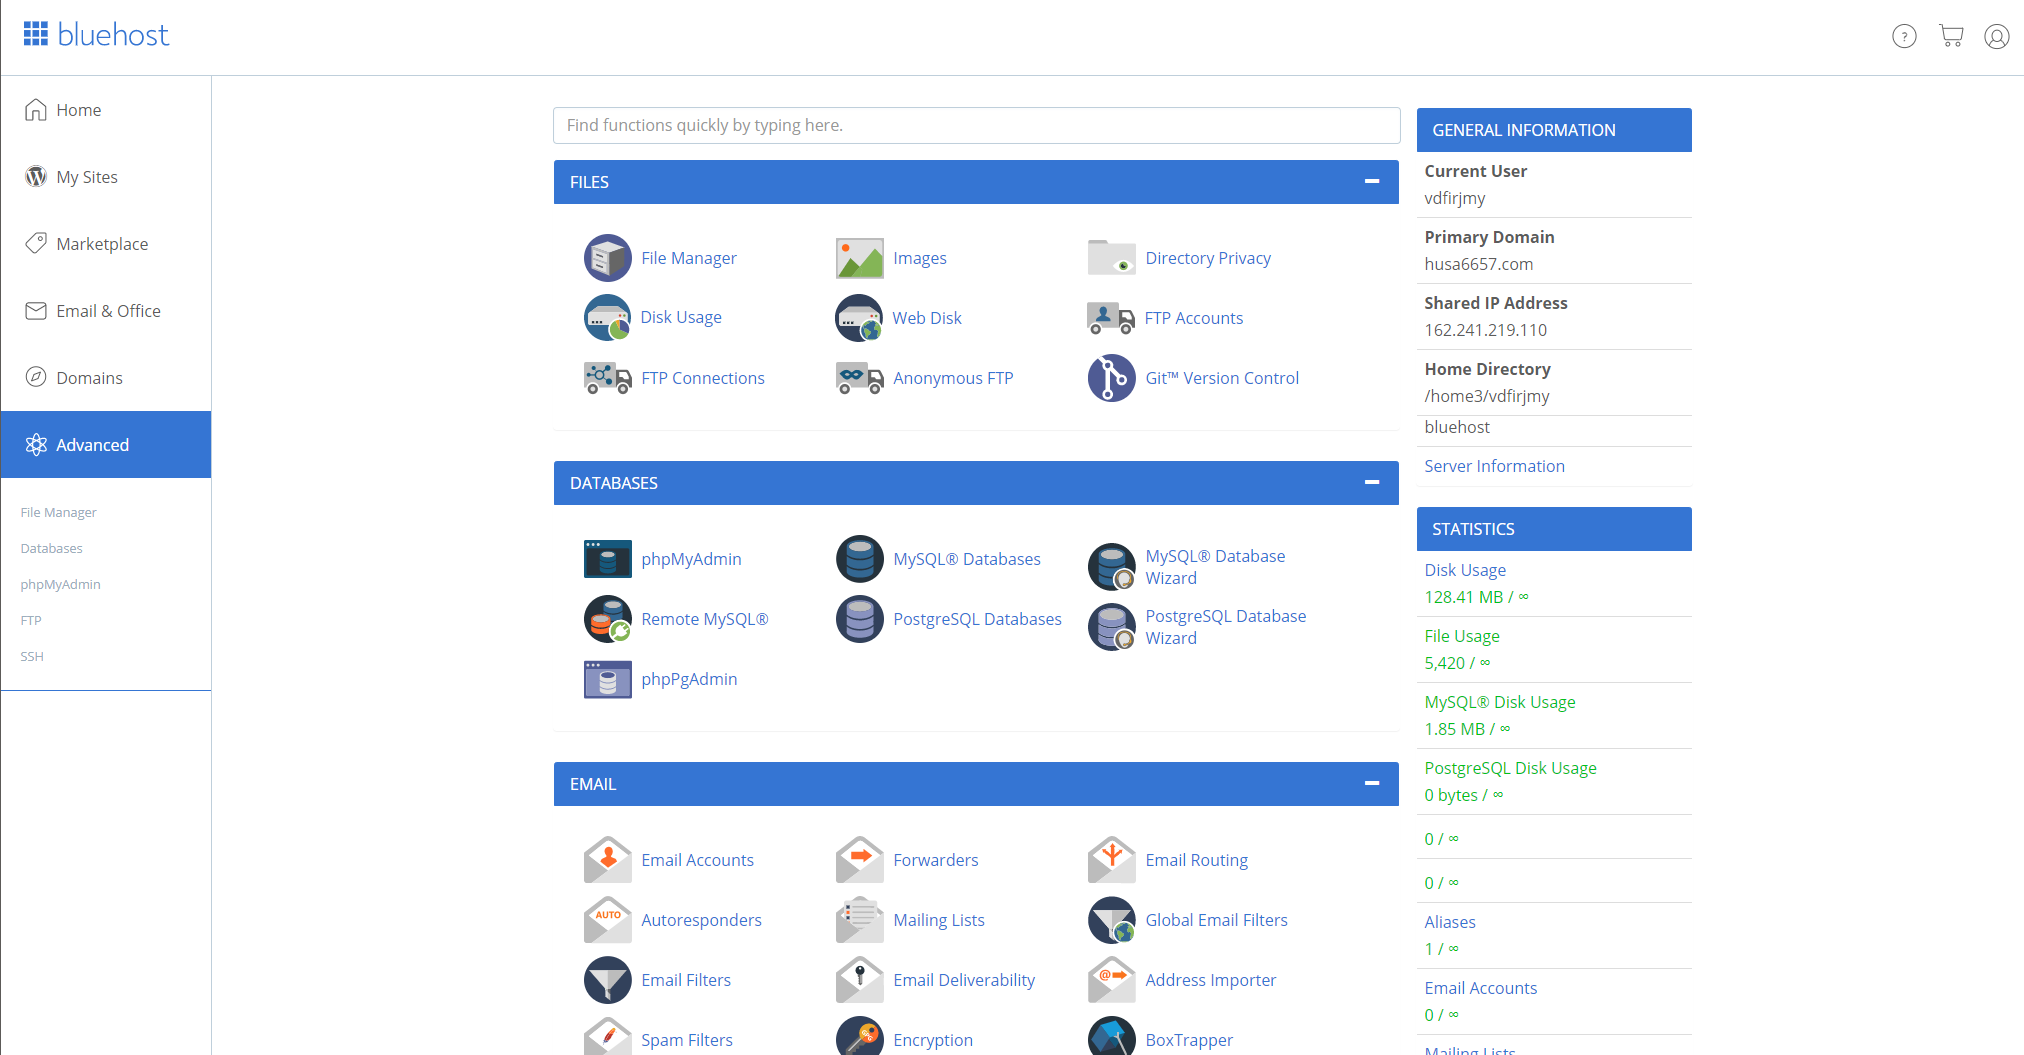 bluehost
?
Home
My Sites
Marketplace
Email & Office
Domains
Advanced
File Manager
Databases
phpMyAdmin
FTP
SSH
Find functions quickly by typing here.
FILES
File Manager
Images
Directory Privacy
Disk Usage
Web Disk
FTP Accounts
FTP Connections
Anonymous FTP
Git™ Version Control
DATABASES
phpMyAdmin
MySQL® Databases
MySQL® Database
Wizard
Remote MySQL®
PostgreSQL Databases
PostgreSQL Database
Wizard
phpPgAdmin
EMAIL
Email Accounts
Forwarders
Email Routing
AUTO
Autoresponders
Mailing Lists
Global Email Filters
Email Filters
Email Deliverability
@
Address Importer
Spam Filters
Encryption
BoxTrapper
GENERAL INFORMATION
Current User
vdfirjmy
Primary Domain
husa6657.com
Shared IP Address
162.241.219.110
Home Directory
/home3/vdfirjmy
bluehost
Server Information
STATISTICS
Disk Usage
128.41 MB / ∞
File Usage
5,420 / ∞
MySQL® Disk Usage
1.85 MB / ∞
PostgreSQL Disk Usage
0 bytes / ∞
0 / ∞
0 / ∞
Aliases
1 / ∞
Email Accounts
0 / ∞
Mailing Lists